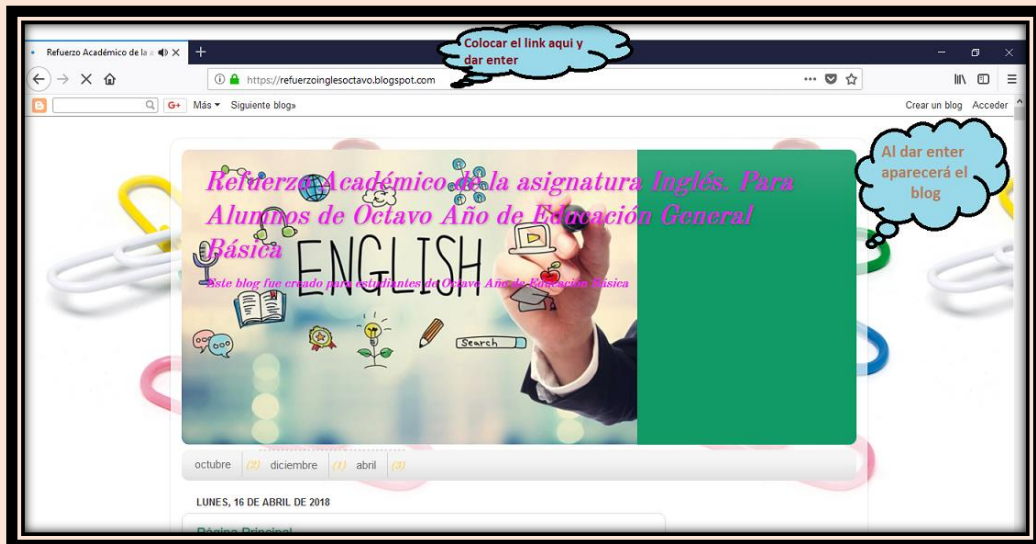 Colocar el link aqui y
dar enter
Refuerzo Académico de la a
https://refuerzoinglesoctavo.blogspot.com
G+ Más Siguiente blog»
Crear un blog Acceder
Al dar enter
aparecerá el
blog
Refuerzo Académico de la asignatura Inglés. Para
Alumnos de Octavo Año de Educación General
Básica
Este blog fue creado para estudiantes de Octavo Año de Educación Básica
ENGLISH
Search
octubre (2) diciembre (1) abril (3)
LUNES, 16 DE ABRIL DE 2018
Página Principal